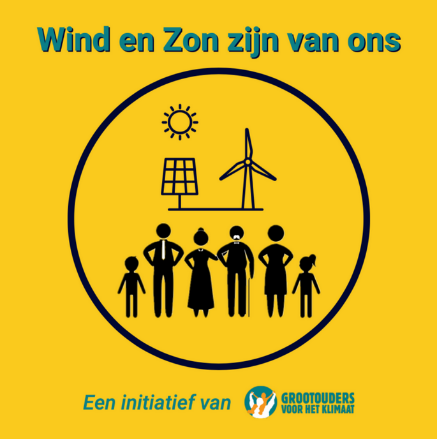 Wind en Zon zijn van ons
Een initiatief van
GROOTOUDERS
VOOR HET KLIMAAT